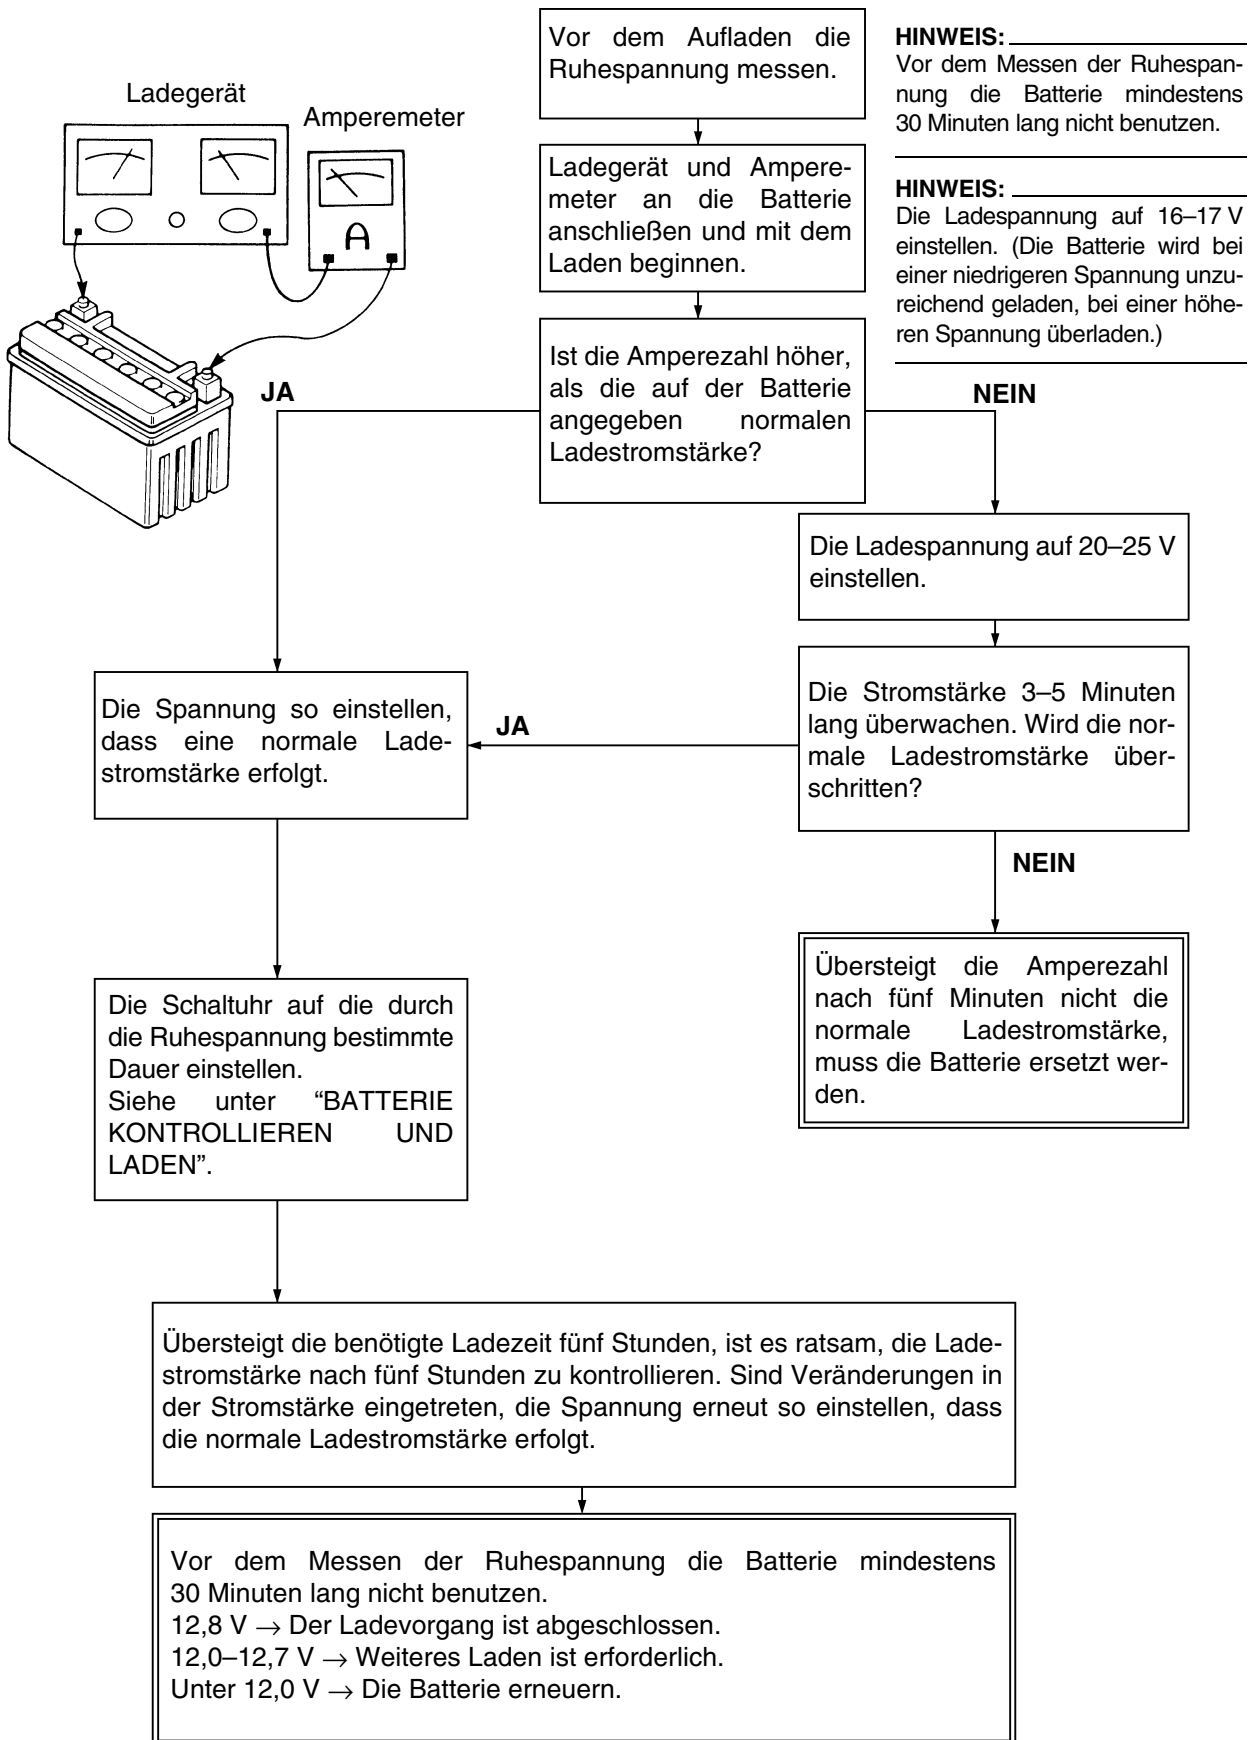 Ladegerät
Amperemeter
Vor dem Aufladen die
Ruhespannung messen.
HINWEIS:
Vor dem Messen der Ruhespan-
nung die Batterie mindestens
30 Minuten lang nicht benutzen.
Ladegerät und Ampere-
meter an die Batterie
anschließen und mit dem
Laden beginnen.
HINWEIS:
Die Ladespannung auf 16–17 V
einstellen. (Die Batterie wird bei
einer niedrigeren Spannung unzu-
reichend geladen, bei einer höhe-
ren Spannung überladen.)
A
Ist die Amperezahl höher,
als die auf der Batterie
angegeben normalen
Ladestromstärke?
JA
NEIN
Die Ladespannung auf 20–25 V
einstellen.
Die Stromstärke 3–5 Minuten
lang überwachen. Wird die nor-
male Ladestromstärke über-
schritten?
JA
Die Spannung so einstellen,
dass eine normale Lade-
stromstärke erfolgt.
NEIN
Übersteigt die Amperezahl
nach fünf Minuten nicht die
normale Ladestromstärke,
muss die Batterie ersetzt wer-
den.
Die Schaltuhr auf die durch
die Ruhespannung bestimmte
Dauer einstellen.
Siehe unter “BATTERIE
KONTROLLIEREN UND
LADEN”.
Übersteigt die benötigte Ladezeit fünf Stunden, ist es ratsam, die Lade-
stromstärke nach fünf Stunden zu kontrollieren. Sind Veränderungen in
der Stromstärke eingetreten, die Spannung erneut so einstellen, dass
die normale Ladestromstärke erfolgt.
Vor dem Messen der Ruhespannung die Batterie mindestens
30 Minuten lang nicht benutzen.
12,8 V → Der Ladevorgang ist abgeschlossen.
12,0–12,7 V → Weiteres Laden ist erforderlich.
Unter 12,0 V → Die Batterie erneuern.